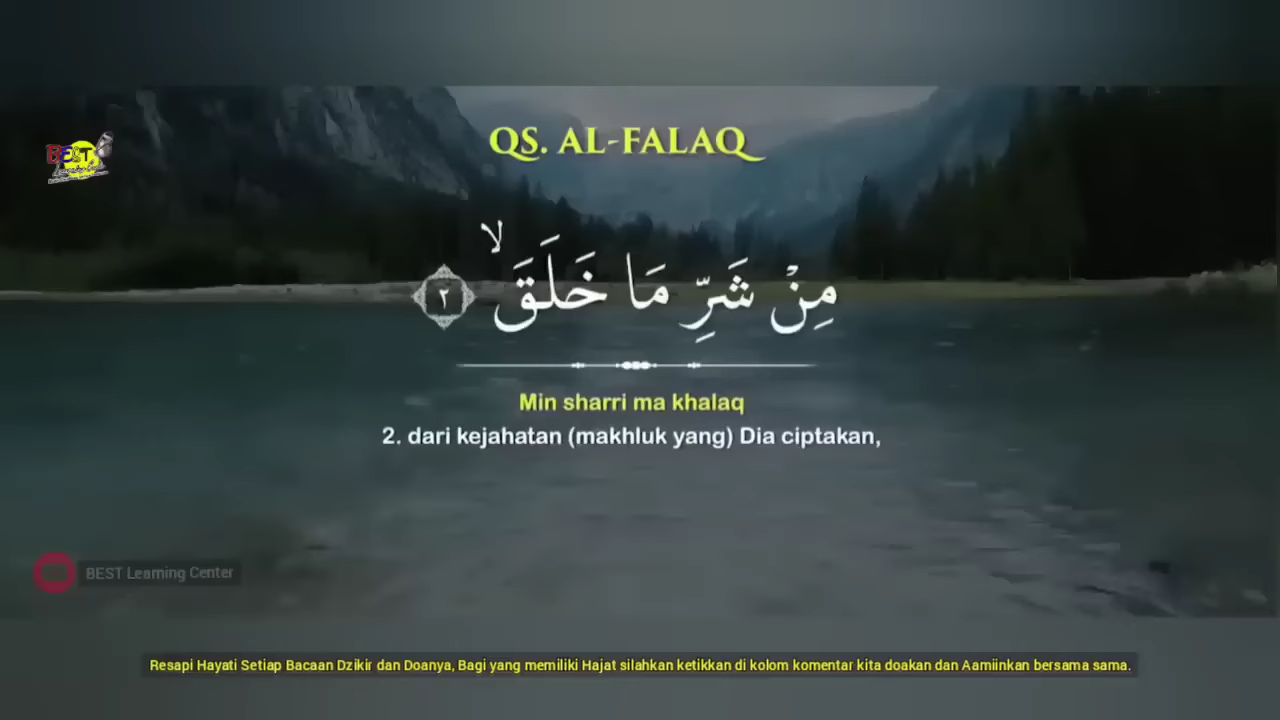 BEST
QS. AL-FALAQ
مِنْ شَرِّ مَا خَلَقَ ۙ ٢
Min sharri ma khalaq
2. dari kejahatan (makhluk yang) Dia ciptakan,
BEST Learning Center
Resapi Hayati Setiap Bacaan Dzikir dan Doanya, Bagi yang memiliki Hajat silahkan ketikkan di kolom komentar kita doakan dan Aamiinkan bersama sama.